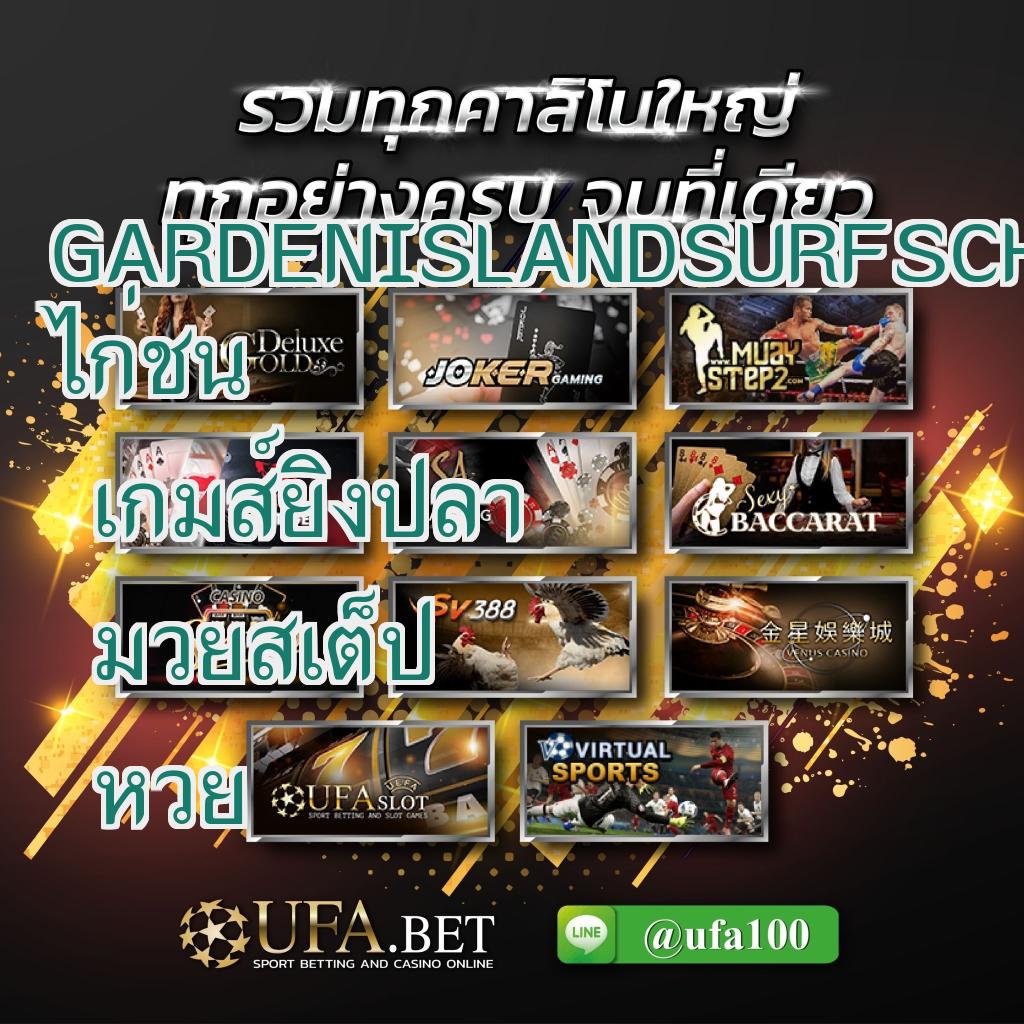 รวมทุกคาสิโนใหญ่
ทุกอย่างครบ จบที่เดียว
GARDENISLANDSURFSCH
ไก่ชน
Deluxe
JOKER GAMING
WWW.MUAY STEP2.COM
เกมส์ยิงปลา
SA
Sexy
BACCARAT
มวยสเต็ป
CASINO
SV388
金星娛樂城
VENUS CASINO
หวย
UEFA
UFASLOT
SPORT BETTING AND SLOT GAMES
VIRTUAL
SPORTS
UFA.BET
SPORT BETTING AND CASINO ONLINE
LINE @ufa100